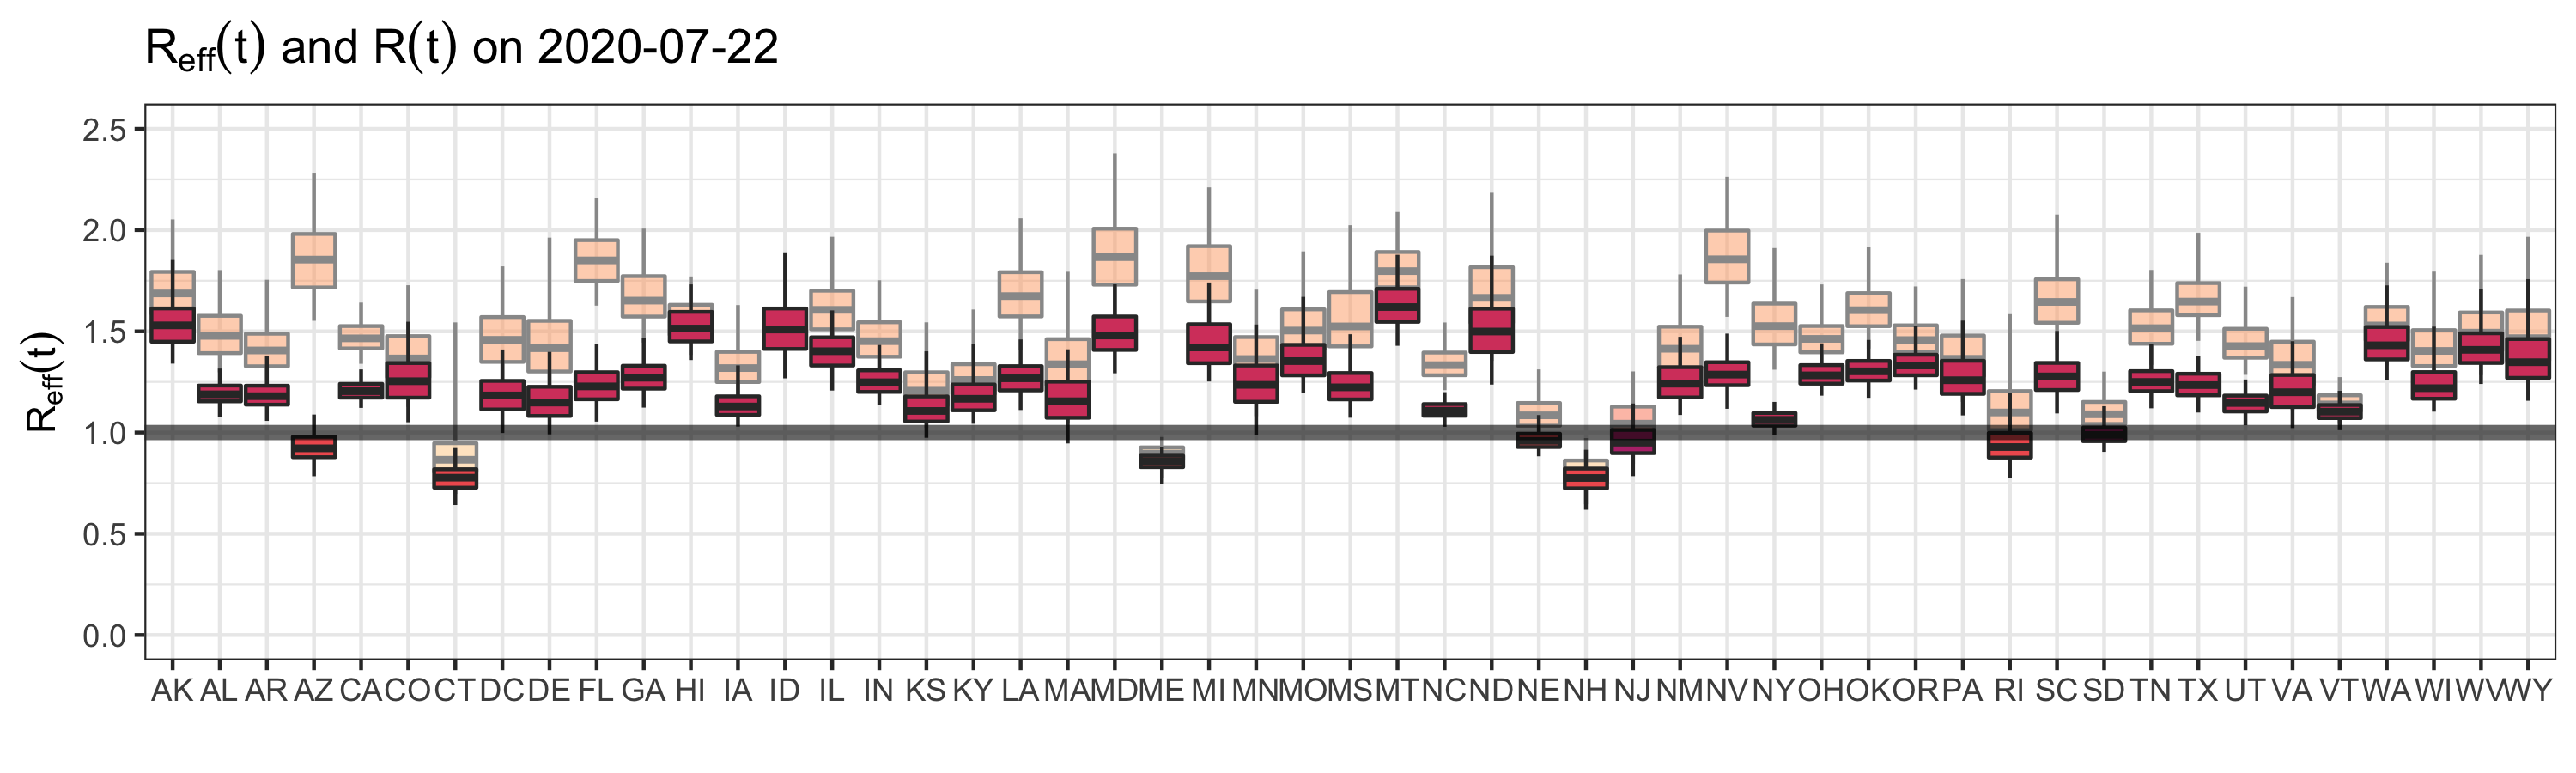 Reff(t) and R(t) on 2020-07-22
Reff(t)
2.5
2.0
1.5
1.0
0.5
0.0
AK AL AR AZ CA CO CT DC DE FL GA HI IA ID IL IN KS KY LA MA MD ME MI MN MO MS MT NC ND NE NH NJ NM NV NY OH OK OR PA RI SC SD TN TX UT VA VT WA WI WV WY